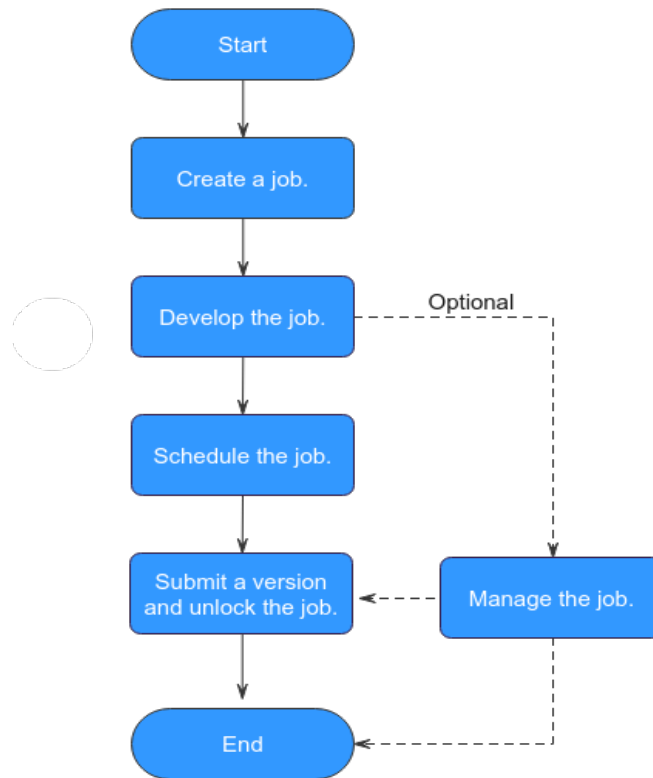 Start
Create a job.
Develop the job.
Optional
Schedule the job.
Submit a version
and unlock the job.
Manage the job.
End